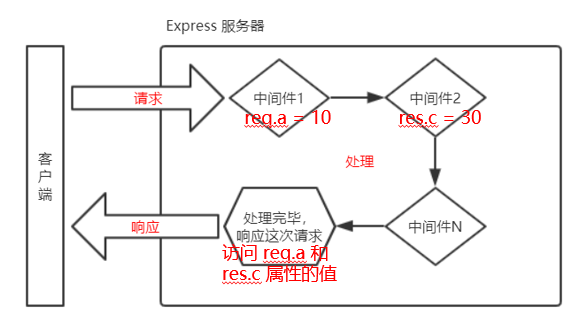 Express 服务器
客户端
请求
中间件1
req.a = 10
中间件2
res.c = 30
处理
中间件N
处理完毕，
响应这次请求
访问 req.a 和
res.c 属性的值
响应